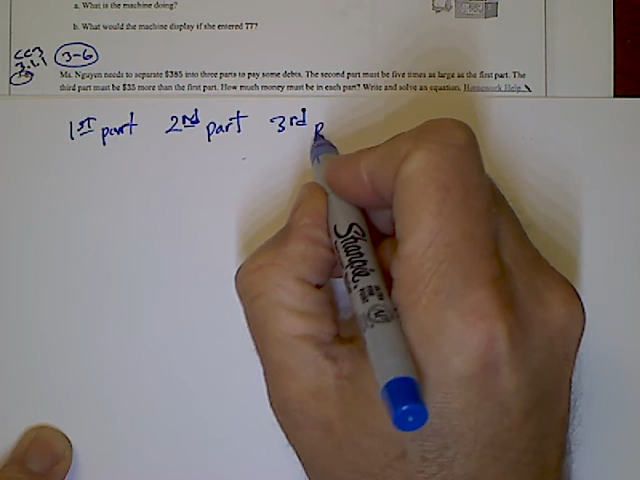 a. What is the machine doing?
b. What would the machine display if she entered 77?
CC3
3.1.1
3-6
Ms. Nguyen needs to separate $385 into three parts to pay some debts. The second part must be five times as large as the first part. The
third part must be $35 more than the first part. How much money must be in each part? Write and solve an equation. Homework Help
1st part 2nd part 3rd p
Sharpie